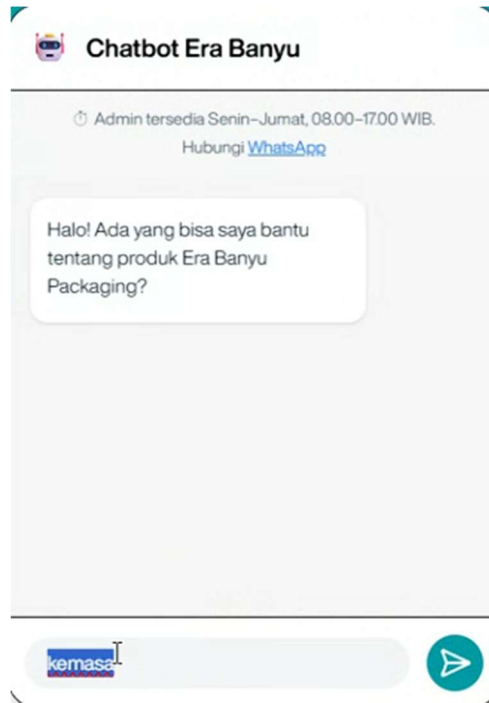 Chatbot Era Banyu
Admin tersedia Senin–Jumat, 08.00–17.00 WIB.
Hubungi WhatsApp
Halo! Ada yang bisa saya bantu
tentang produk Era Banyu
Packaging?
kemasa